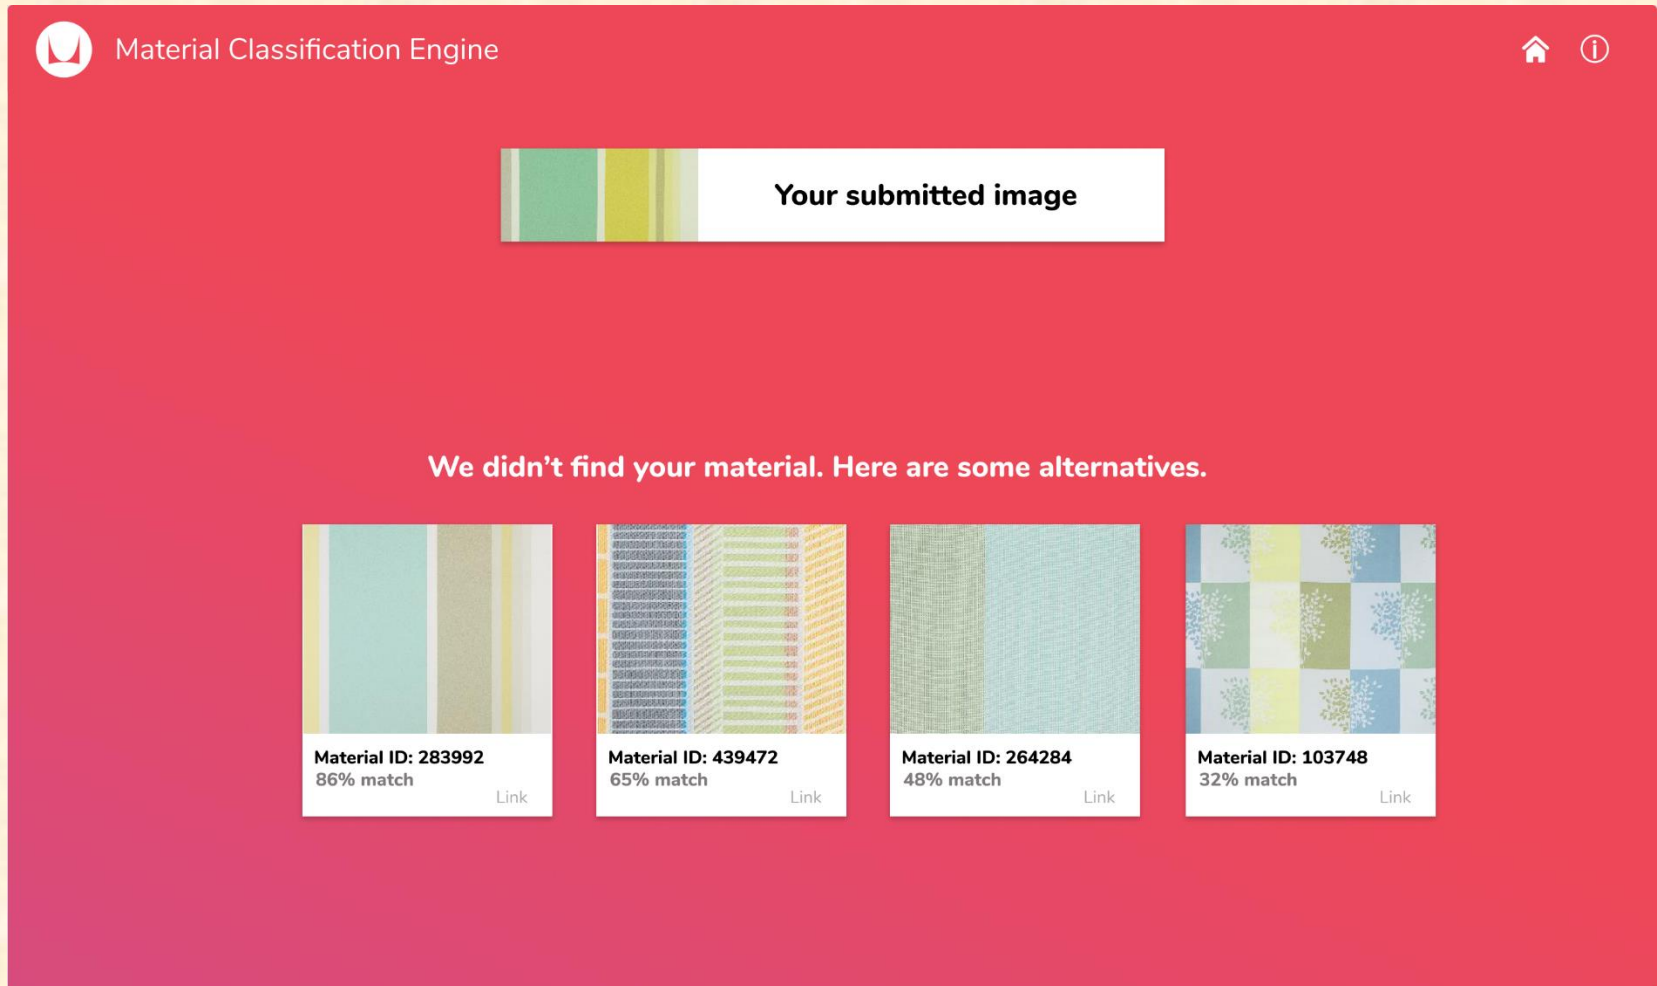 Material Classification Engine
Your submitted image
We didn’t find your material. Here are some alternatives.
Material ID: 283992
86% match
Link
Material ID: 439472
65% match
Link
Material ID: 264284
48% match
Link
Material ID: 103748
32% match
Link